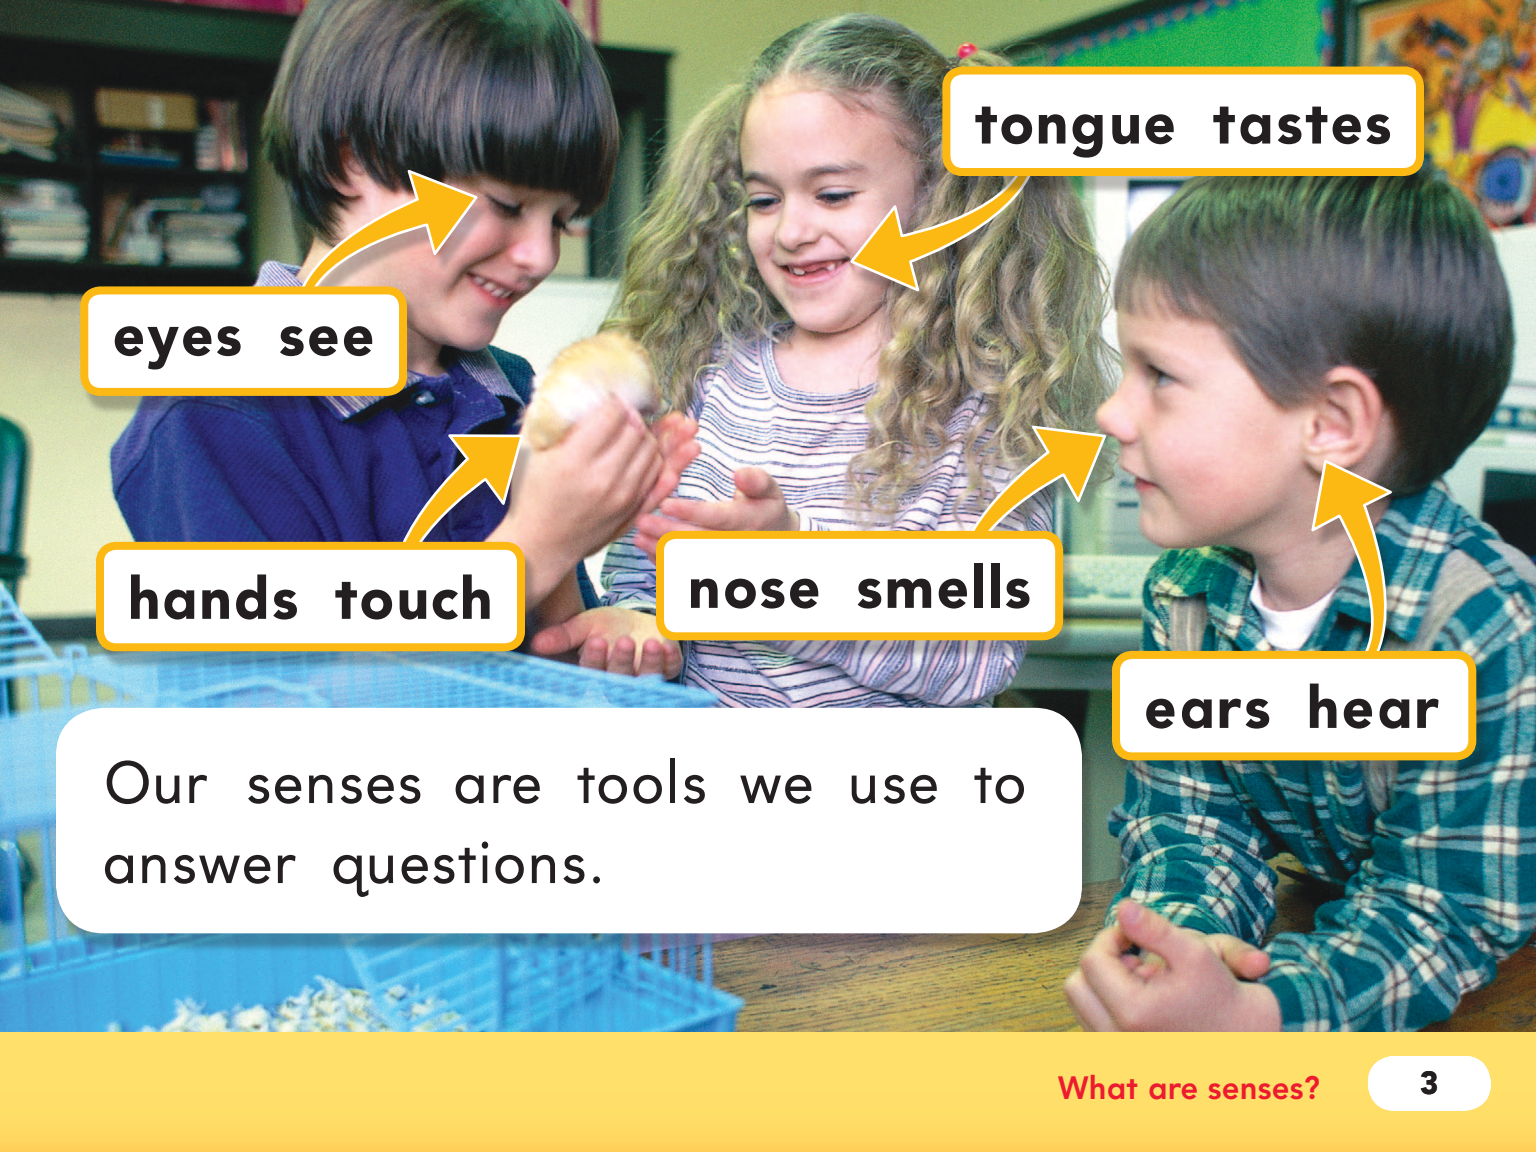 tongue tastes
eyes see
hands touch
nose smells
ears hear
Our senses are tools we use to
answer questions.
What are senses? 3